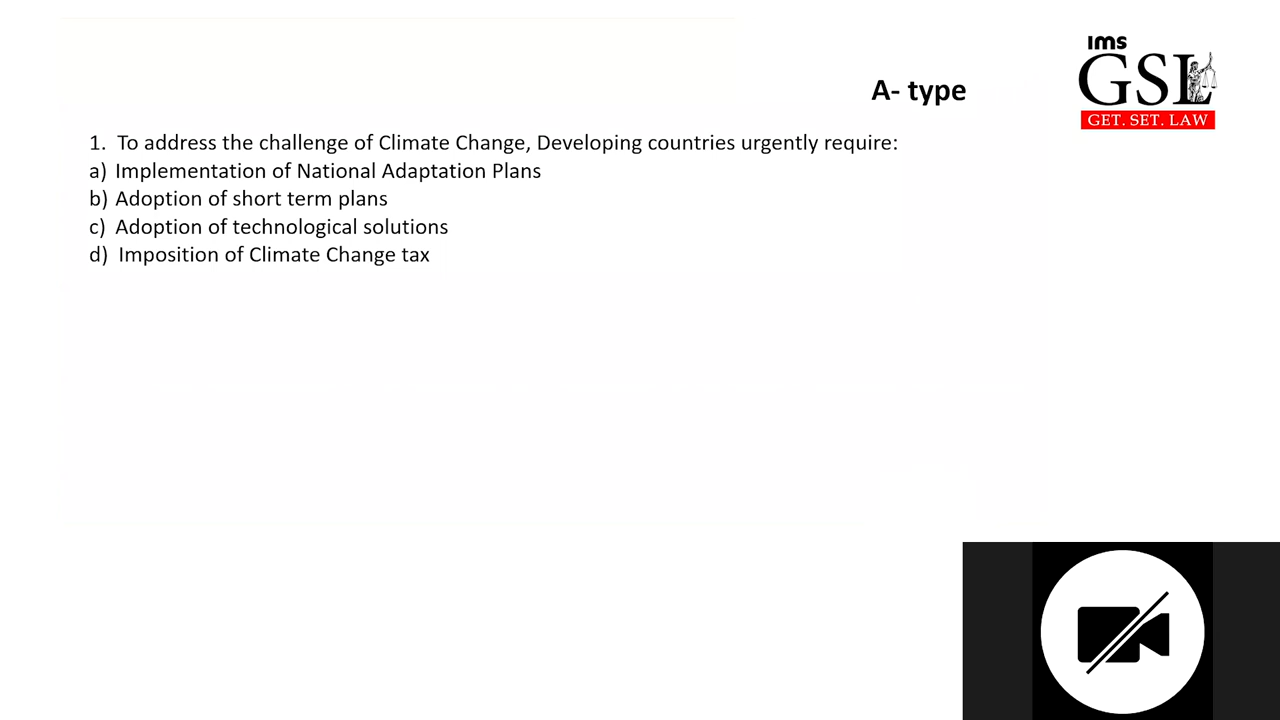 ims
GSL
GET. SET. LAW
A- type
1. To address the challenge of Climate Change, Developing countries urgently require:
a) Implementation of National Adaptation Plans
b) Adoption of short term plans
c) Adoption of technological solutions
d) Imposition of Climate Change tax